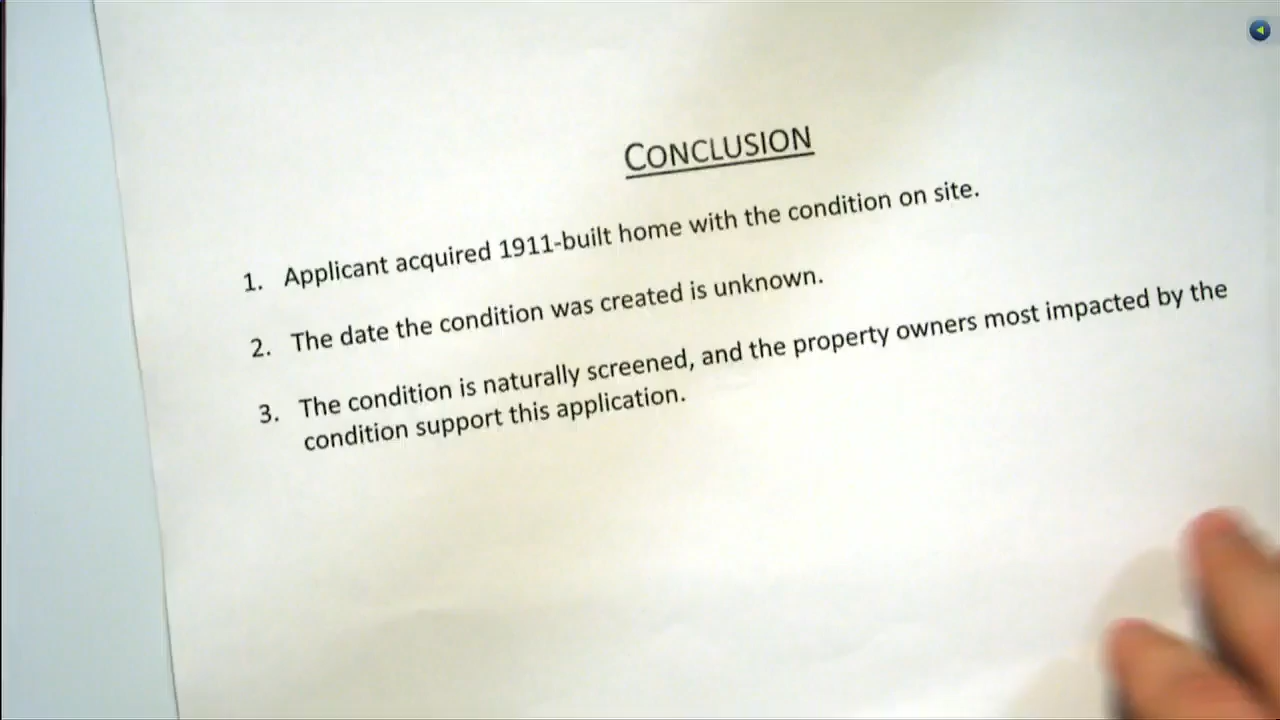 CONCLUSION
1. Applicant acquired 1911-built home with the condition on site.
2. The date the condition was created is unknown.
3. The condition is naturally screened, and the property owners most impacted by the
condition support this application.